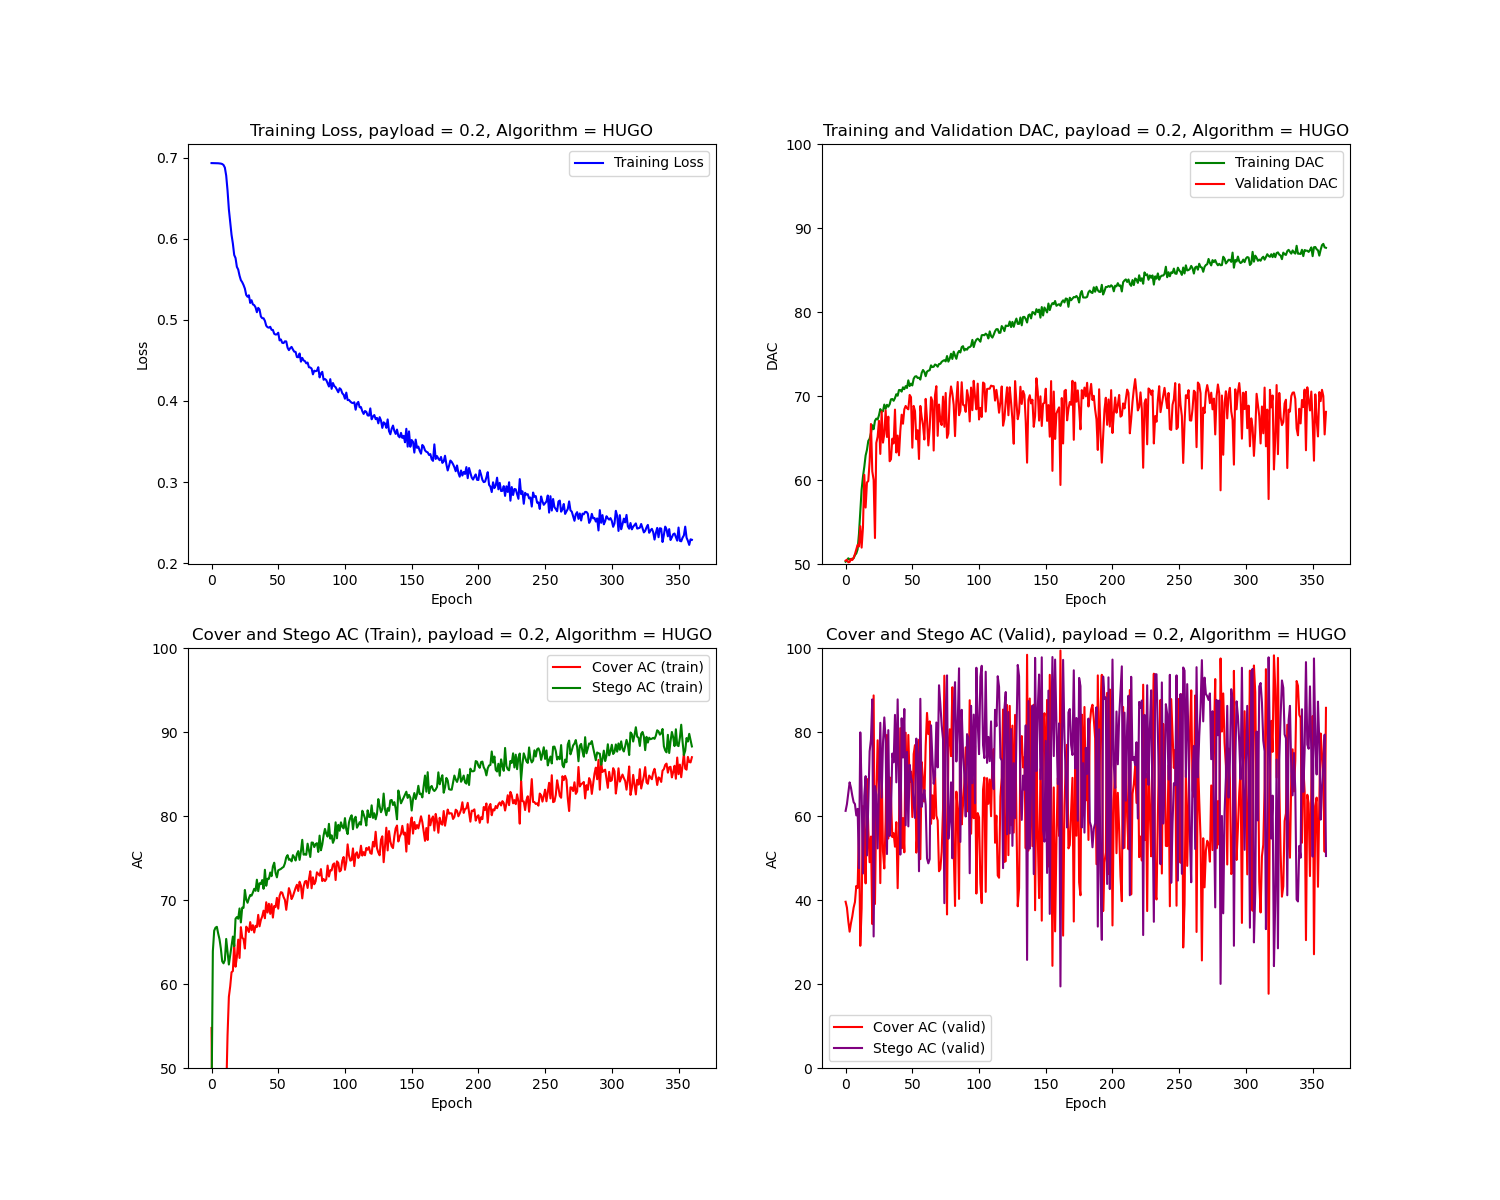 Training Loss, payload = 0.2, Algorithm = HUGO
Training Loss
0.7
0.6
0.5
0.4
0.3
0.2
Loss
0 50 100 150 200 250 300 350
Epoch
Training and Validation DAC, payload = 0.2, Algorithm = HUGO
Training DAC
Validation DAC
100
90
80
70
60
50
DAC
0 50 100 150 200 250 300 350
Epoch
Cover and Stego AC (Train), payload = 0.2, Algorithm = HUGO
Cover AC (train)
Stego AC (train)
100
90
80
70
60
50
AC
0 50 100 150 200 250 300 350
Epoch
Cover and Stego AC (Valid), payload = 0.2, Algorithm = HUGO
100
80
60
40
20
0
AC
Cover AC (valid)
Stego AC (valid)
0 50 100 150 200 250 300 350
Epoch